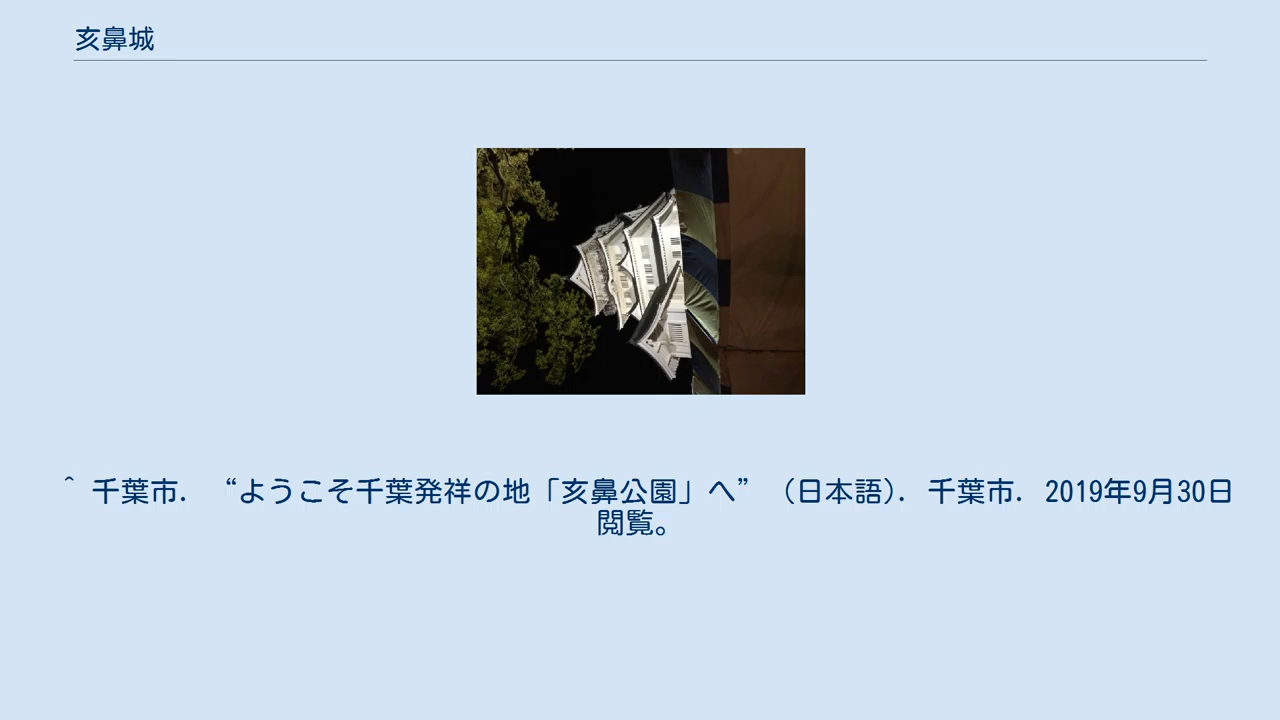 亥鼻城
^ 千葉市. “ようこそ千葉発祥の地「亥鼻公園」へ” (日本語). 千葉市. 2019年9月30日
閲覧。